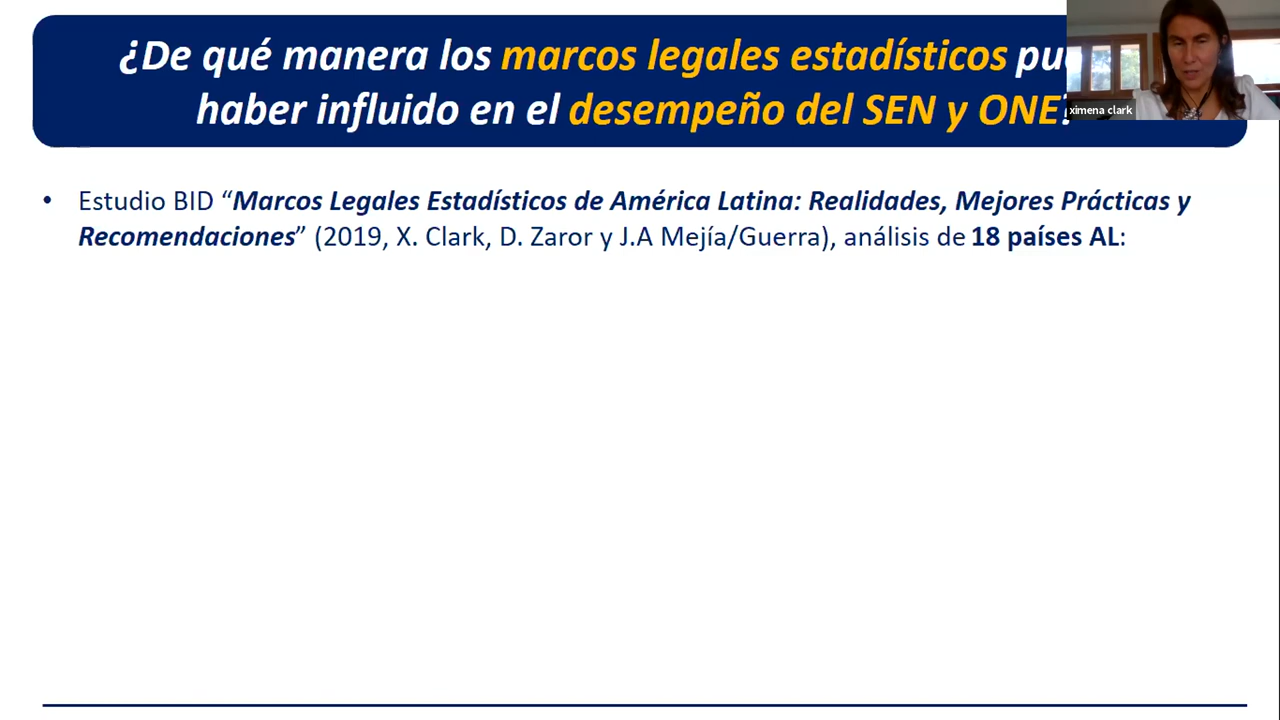 ¿De qué manera los marcos legales estadísticos
haber influido en el desempeño del SEN y ONE?
ximena clark
• Estudio BID “Marcos Legales Estadísticos de América Latina: Realidades, Mejores Prácticas y
Recomendaciones” (2019, X. Clark, D. Zaror y J.A Mejía/Guerra), análisis de 18 países AL: